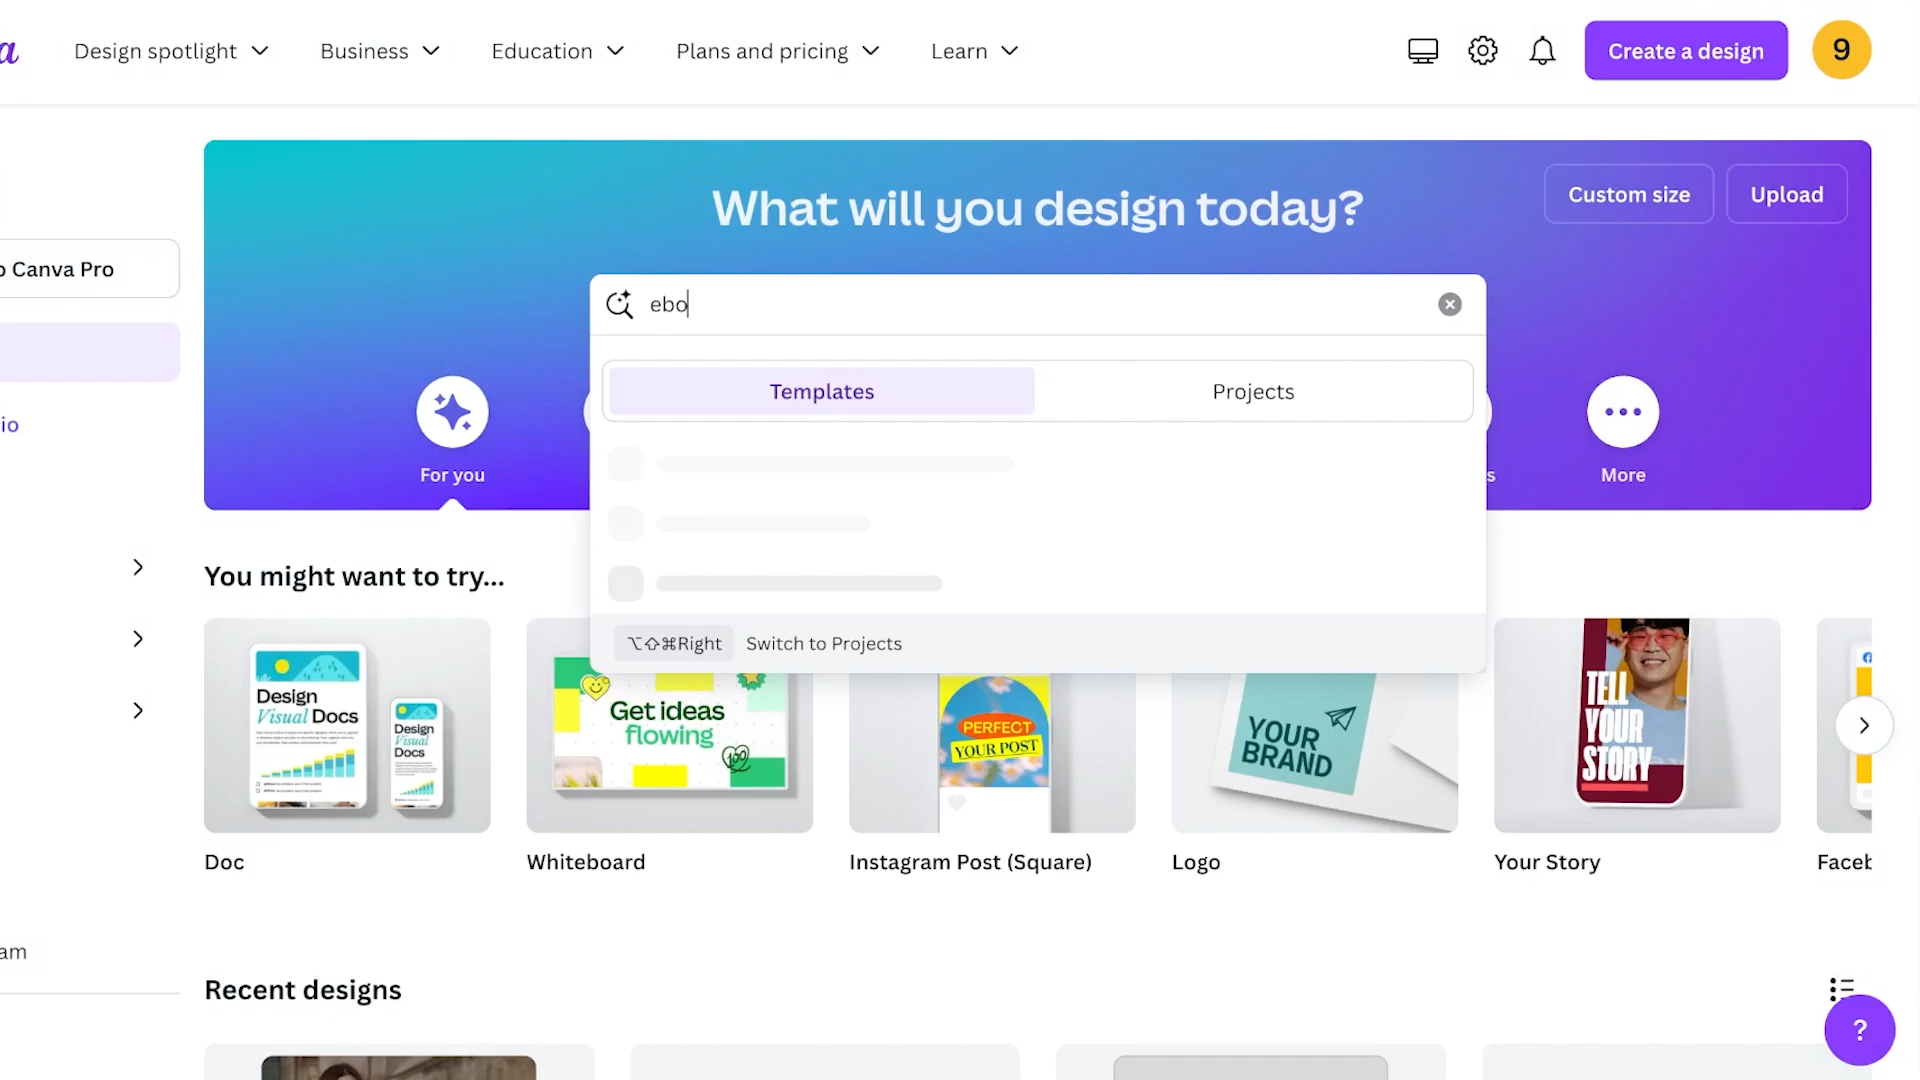 a
Design spotlight
Business
Education
Plans and pricing
Learn
Create a design
9
What will you design today?
Custom size
Upload
o Canva Pro
ebo
Templates
Projects
io
For you
s
More
⌥⇧⌘Right
Switch to Projects
You might want to try...
Design
Visual Docs
Design
Visual
Docs
Get ideas
flowing
100
PERFECT
YOUR POST
YOUR
BRAND
TELL
YOUR
STORY
Doc
Whiteboard
Instagram Post (Square)
Logo
Your Story
Faceb
am
Recent designs
?